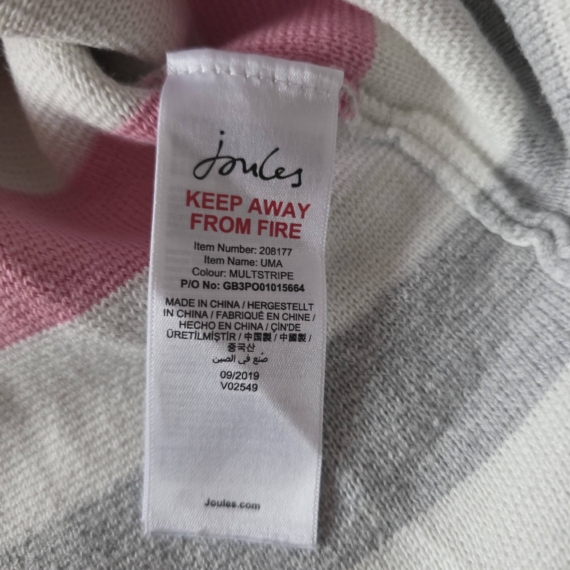 Joules
KEEP AWAY
FROM FIRE
Item Number: 208177
Item Name: UMA
Colour: MULTSTRIPE
P/O No: GB3PO01015664
MADE IN CHINA / HERGESTELLT
IN CHINA / FABRIQUÉ EN CHINE /
HECHO EN CHINA / ÇİN'DE
ÜRETİLMİŞTİR / 中国製 / 中國製 /
중국산
صُنع في الصين
09/2019
V02549
Joules.com